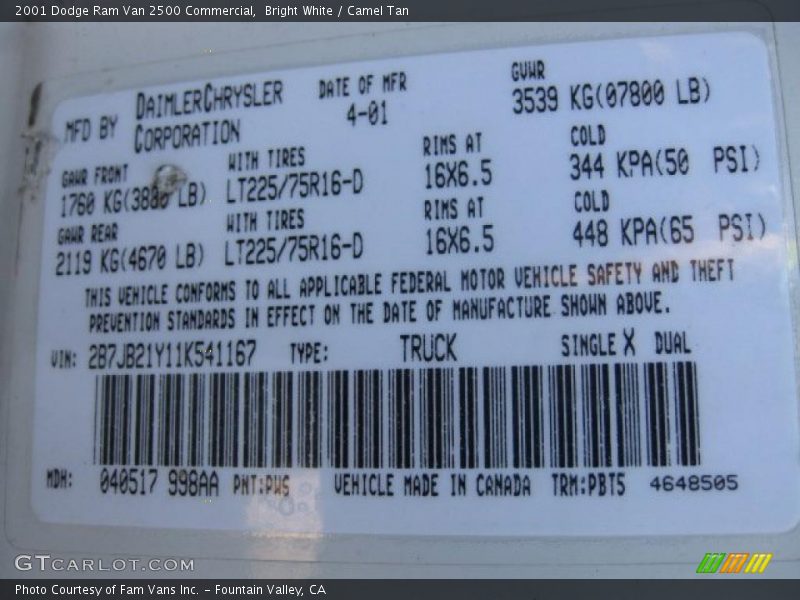 2001 Dodge Ram Van 2500 Commercial,  Bright White / Camel Tan
MFD BY DAIMLERCHRYSLER CORPORATION
DATE OF MFR 4-01
GVWR 3539 KG(07800 LB)
GAWR FRONT WITH TIRES RIMS AT COLD
1760 KG(3880 LB) LT225/75R16-D 16X6.5 344 KPA(50 PSI)
GAWR REAR WITH TIRES RIMS AT COLD
2119 KG(4670 LB) LT225/75R16-D 16X6.5 448 KPA(65 PSI)
THIS VEHICLE CONFORMS TO ALL APPLICABLE FEDERAL MOTOR VEHICLE SAFETY AND THEFT
PREVENTION STANDARDS IN EFFECT ON THE DATE OF MANUFACTURE SHOWN ABOVE.
VIN: 2B7JB21Y11K541167 TYPE: TRUCK SINGLE X DUAL
MDH: 040517 998AA PNT:PW5 VEHICLE MADE IN CANADA TRM:PBT5 4648505
GTCARLOT.COM
Photo Courtesy of Fam Vans Inc. – Fountain Valley, CA